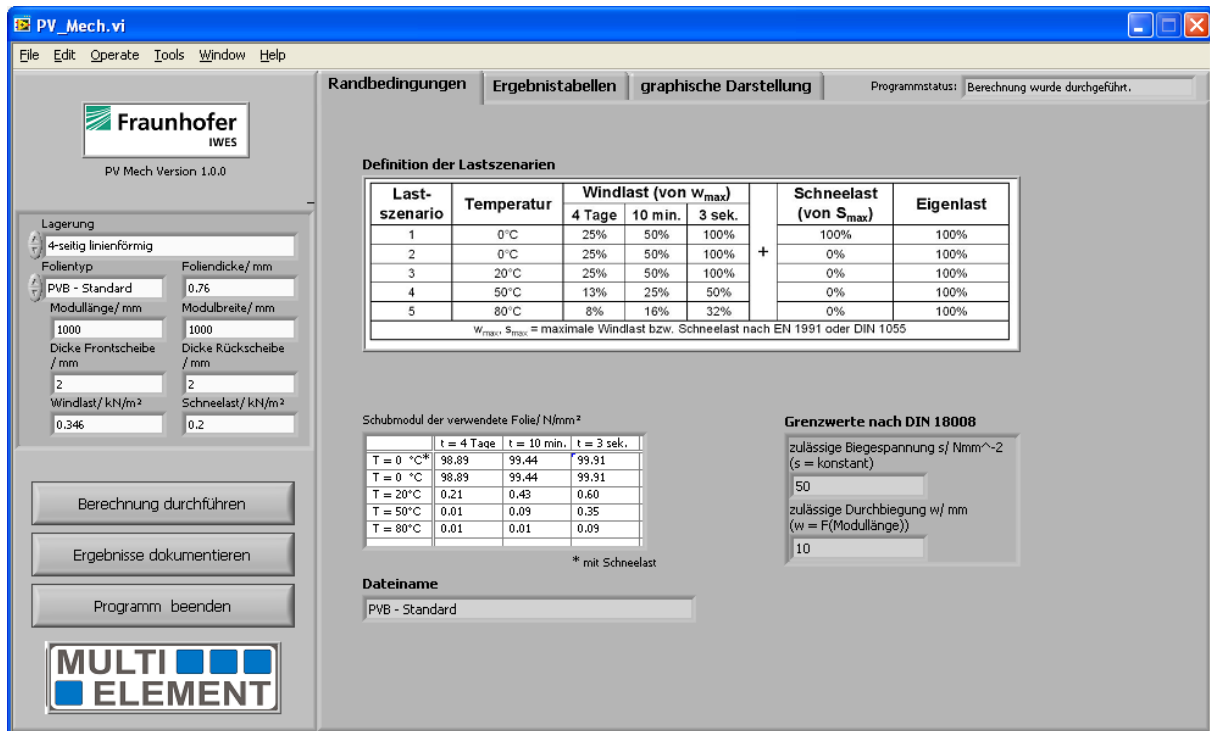 PV_Mech.vi
File Edit Operate Tools Window Help
Fraunhofer
IWES
PV Mech Version 1.0.0
Lagerung
4-seitig linienförmig
Folientyp Foliendicke/ mm
PVB - Standard 0.76
Modullänge/ mm Modulbreite/ mm
1000 1000
Dicke Frontscheibe Dicke Rückscheibe
/ mm / mm
2 2
Windlast/ kN/m² Schneelast/ kN/m²
0.346 0.2
Berechnung durchführen
Ergebnisse dokumentieren
Programm beenden
MULTI
ELEMENT
Randbedingungen Ergebnistabellen graphische Darstellung Programmstatus: Berechnung wurde durchgeführt.
Definition der Lastszenarien
Last- Temperatur Windlast (von wmax) Schneelast Eigenlast
szenario 4 Tage 10 min. 3 sek. (von Smax)
1 0°C 25% 50% 100% 100% 100%
2 0°C 25% 50% 100% + 0% 100%
3 20°C 25% 50% 100% 0% 100%
4 50°C 13% 25% 50% 0% 100%
5 80°C 8% 16% 32% 0% 100%
wmax, smax = maximale Windlast bzw. Schneelast nach EN 1991 oder DIN 1055
Schubmodul der verwendete Folie/ N/mm²
t = 4 Tage t = 10 min. t = 3 sek.
T = 0 °C* 98.89 99.44 99.91
T = 0 °C 98.89 99.44 99.91
T = 20°C 0.21 0.43 0.60
T = 50°C 0.01 0.09 0.35
T = 80°C 0.01 0.01 0.09
* mit Schneelast
Dateiname
PVB - Standard
Grenzwerte nach DIN 18008
zulässige Biegespannung s/ Nmm^-2
(s = konstant)
50
zulässige Durchbiegung w/ mm
(w = F(Modullänge))
10